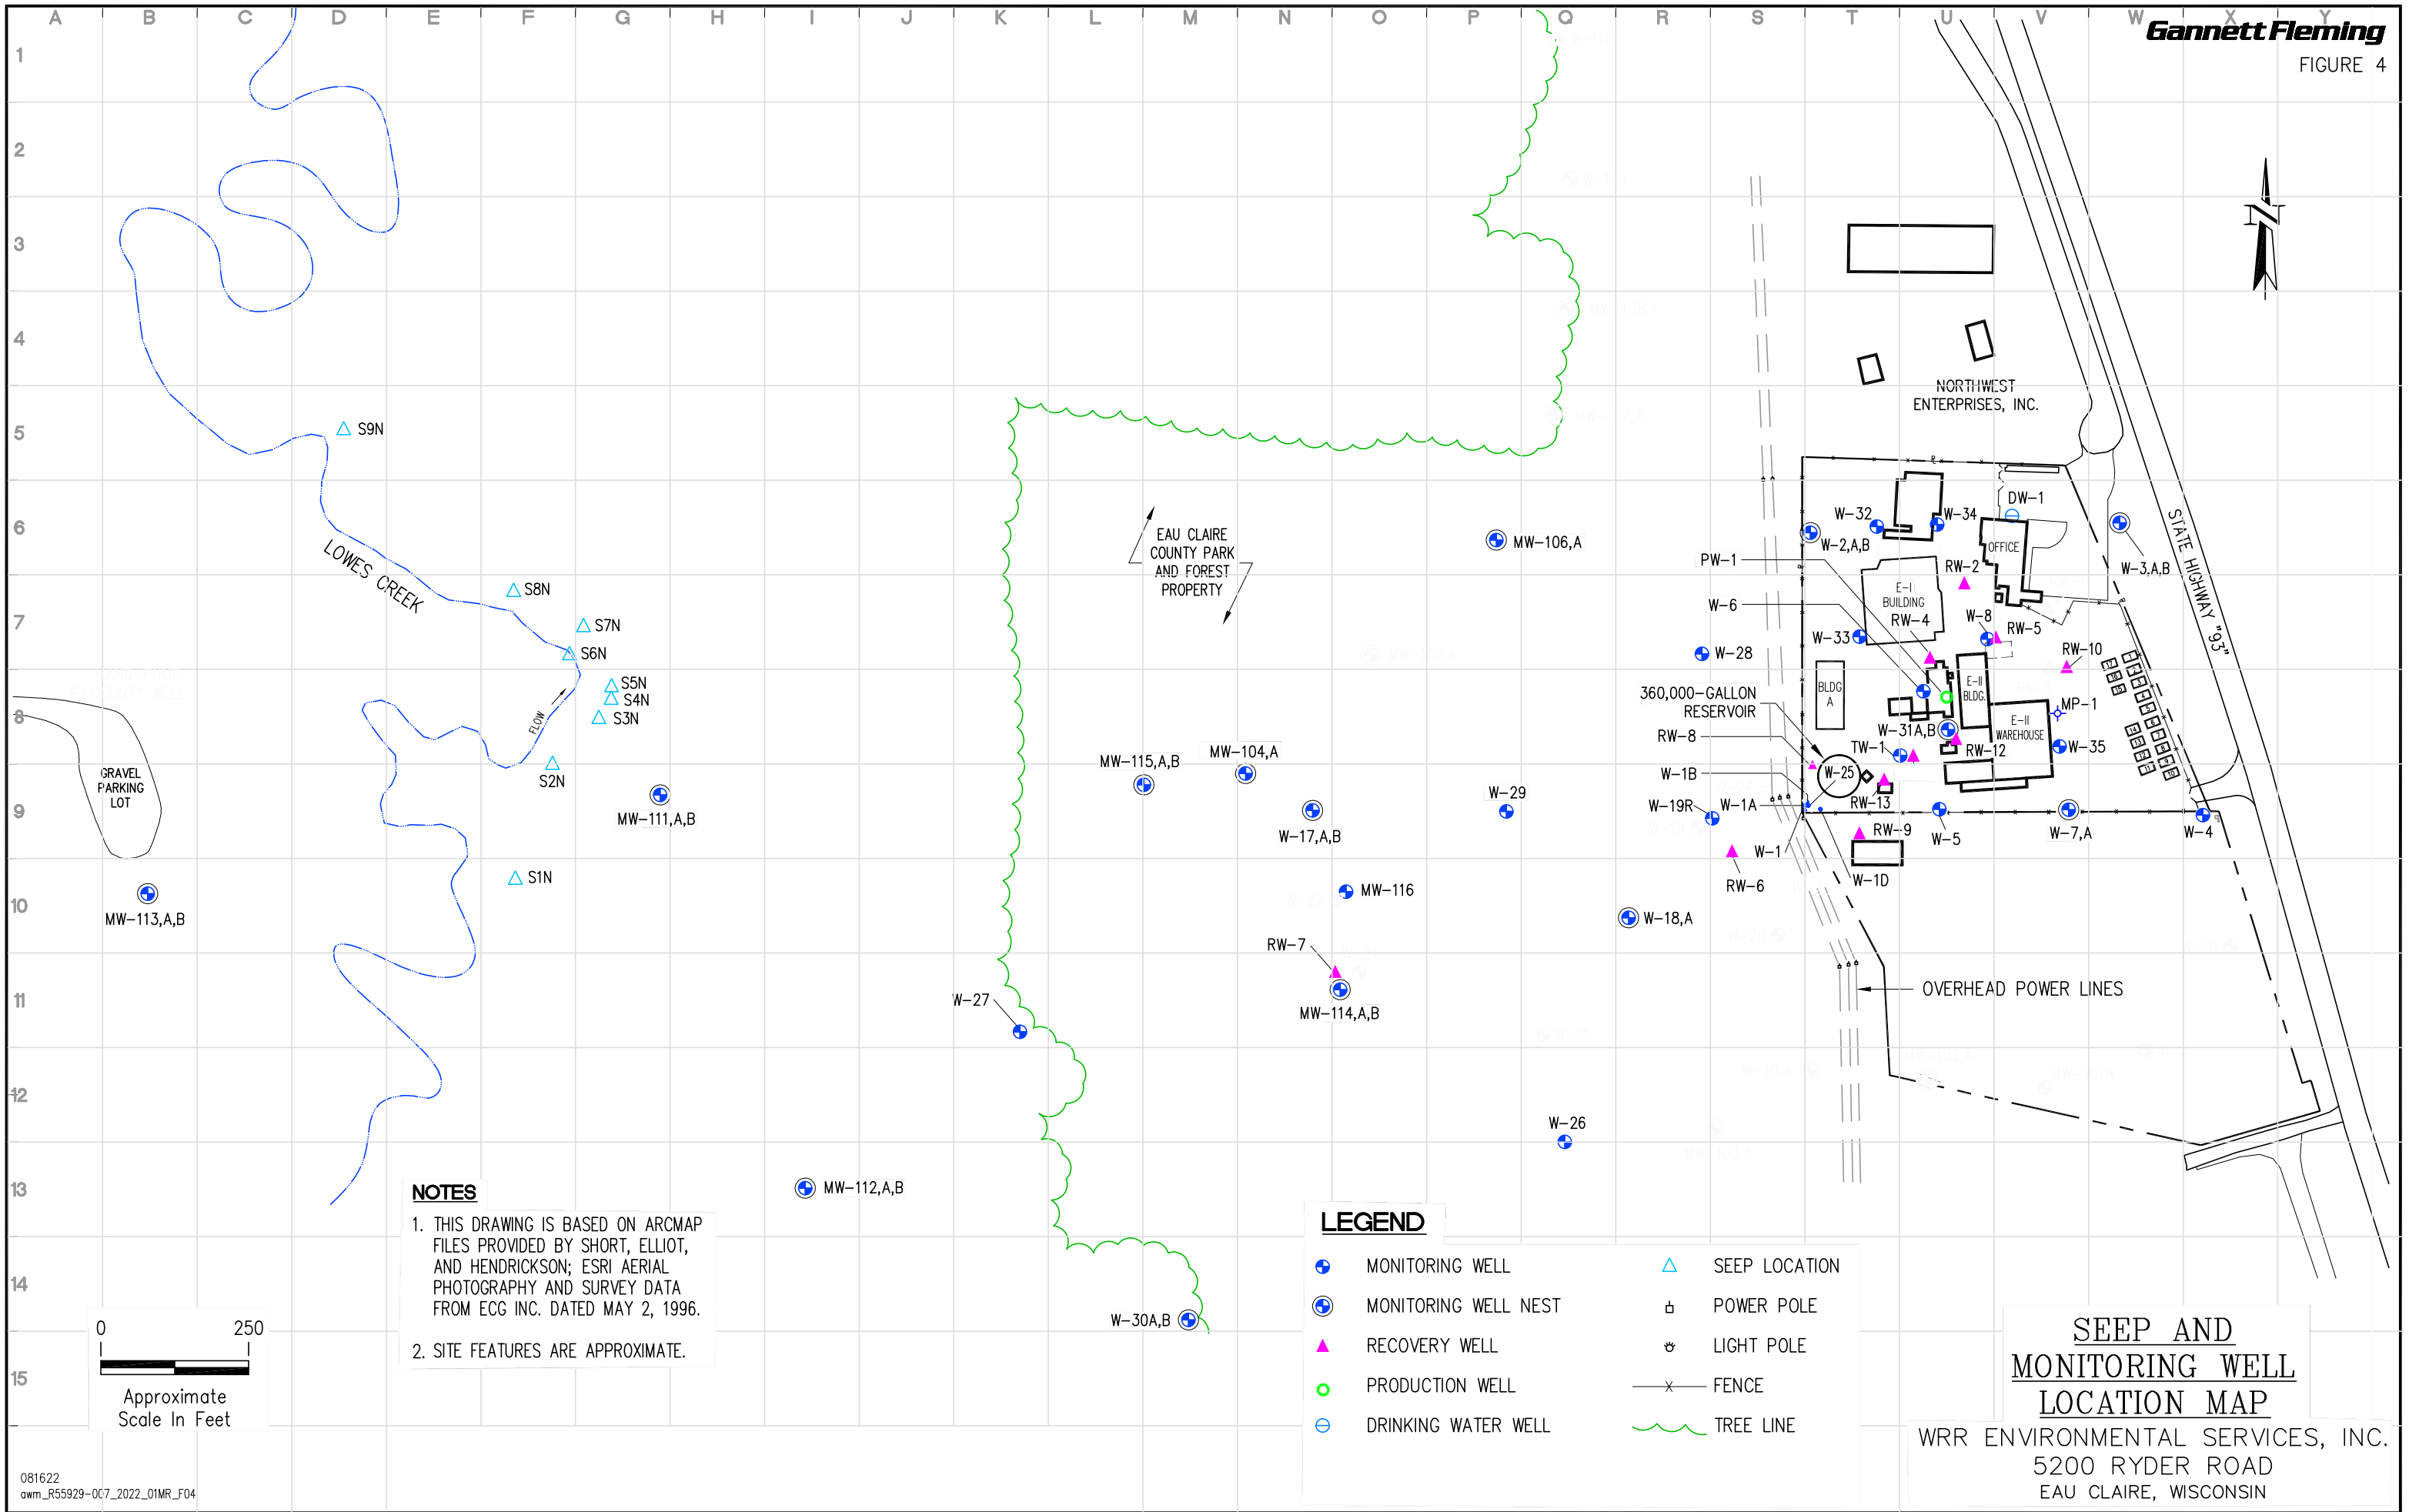 A B C D E F G H I J K L M N O P Q R S T U V W X Y
Gannett Fleming
FIGURE 4
1
2
3
4
5
6
7
8
9
10
11
12
13
14
15
N
NORTHWEST
ENTERPRISES, INC.
S9N
DW-1
W-32
W-34
W-2,A,B
OFFICE
W-3,A,B
STATE HIGHWAY "93"
EAU CLAIRE
COUNTY PARK
AND FOREST
PROPERTY
MW-106,A
LOWES CREEK
PW-1
RW-2
S8N
E-I
BUILDING
W-6
RW-4
W-8
RW-5
S7N
W-33
S6N
W-28
RW-10
S5N
S4N
S3N
FLOW
BLDG
A
E-II
BLDG.
360,000-GALLON
RESERVOIR
MP-1
E-II
WAREHOUSE
W-31A,B
RW-8
TW-1
RW-12
W-35
MW-115,A,B
MW-104,A
S2N
GRAVEL
PARKING
LOT
W-1B
W-25
W-29
MW-111,A,B
W-19R
W-1A
RW-13
W-17,A,B
RW-9
W-5
W-7,A
W-4
W-1
S1N
RW-6
W-1D
MW-116
MW-113,A,B
W-18,A
RW-7
OVERHEAD POWER LINES
W-27
MW-114,A,B
W-26
MW-112,A,B
W-30A,B
NOTES
1. THIS DRAWING IS BASED ON ARCMAP
FILES PROVIDED BY SHORT, ELLIOT,
AND HENDRICKSON; ESRI AERIAL
PHOTOGRAPHY AND SURVEY DATA
FROM ECG INC. DATED MAY 2, 1996.
2. SITE FEATURES ARE APPROXIMATE.
0 250
Approximate
Scale In Feet
LEGEND
MONITORING WELL
MONITORING WELL NEST
RECOVERY WELL
PRODUCTION WELL
DRINKING WATER WELL
SEEP LOCATION
POWER POLE
LIGHT POLE
FENCE
TREE LINE
SEEP AND
MONITORING WELL
LOCATION MAP
WRR ENVIRONMENTAL SERVICES, INC.
5200 RYDER ROAD
EAU CLAIRE, WISCONSIN
081622
awm_R55929-007_2022_01MR_F04